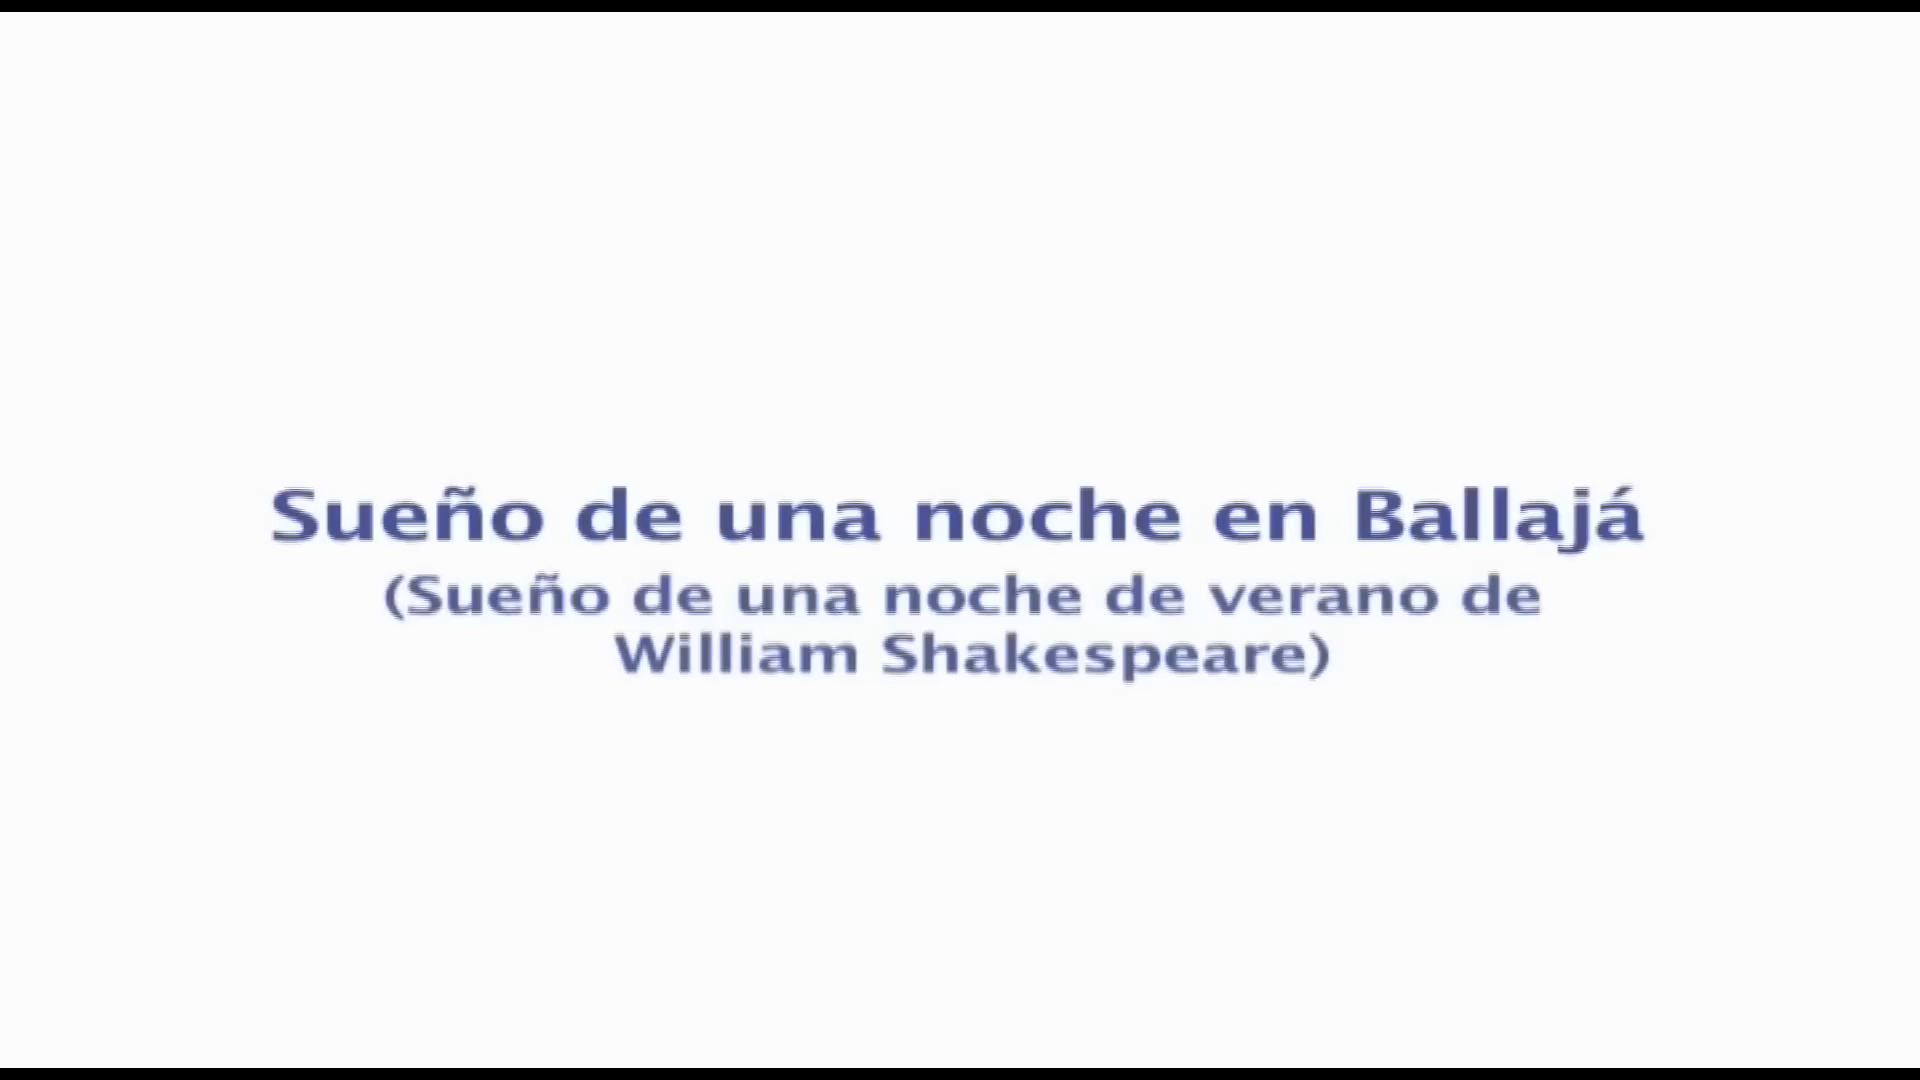 Sueño de una noche en Ballajá
(Sueño de una noche de verano de
William Shakespeare)